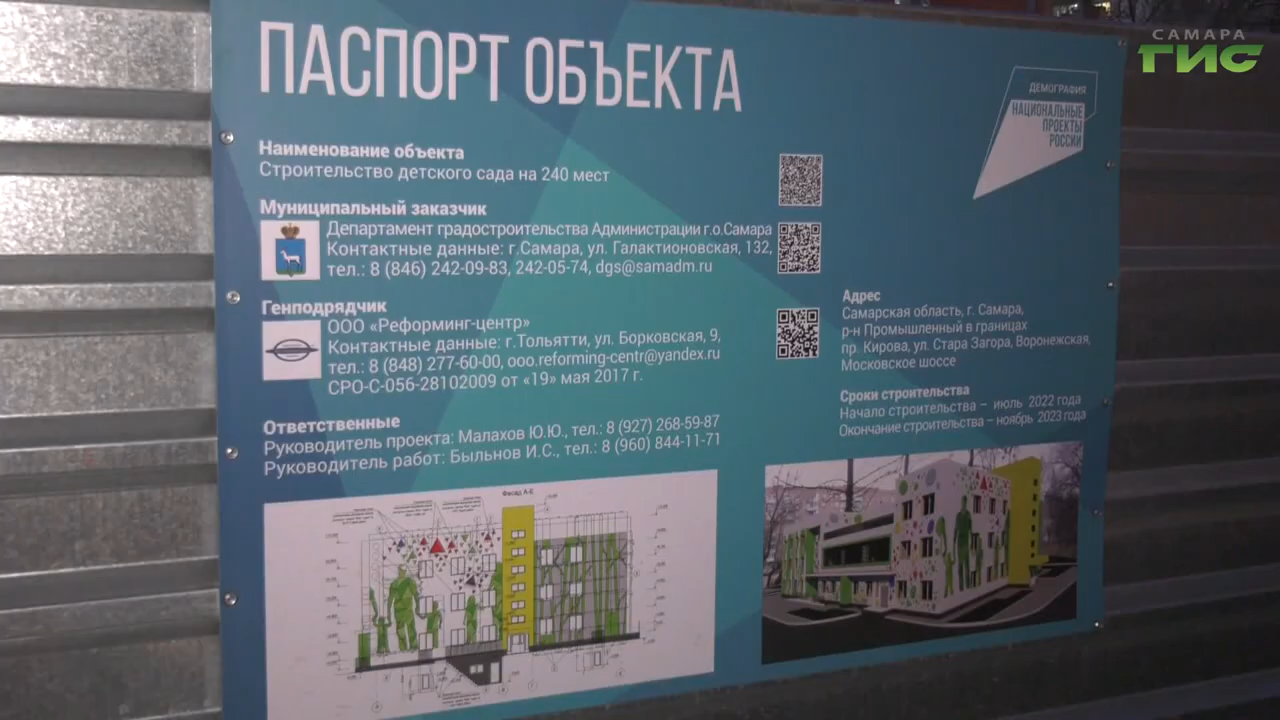 САМАРА
ГИС
ПАСПОРТ ОБЪЕКТА
ДЕМОГРАФИЯ
НАЦИОНАЛЬНЫЕ
ПРОЕКТЫ
РОССИИ
Наименование объекта
Строительство детского сада на 240 мест
Муниципальный заказчик
Департамент градостроительства Администрации г.о.Самара
Контактные данные: г.Самара, ул. Галактионовская, 132,
тел.: 8 (846) 242-09-83, 242-05-74, dgs@samadm.ru
Генподрядчик
ООО «Реформинг-центр»
Контактные данные: г.Тольятти, ул. Борковская, 9,
тел.: 8 (848) 277-60-00, ooo.reforming-centr@yandex.ru
СРО-С-056-28102009 от «19» мая 2017 г.
Ответственные
Руководитель проекта: Малахов Ю.Ю., тел.: 8 (927) 268-59-87
Руководитель работ: Быльнов И.С., тел.: 8 (960) 844-11-71
Адрес
Самарская область, г. Самара,
р-н Промышленный в границах
пр. Кирова, ул. Стара Загора, Воронежская,
Московское шоссе
Сроки строительства
Начало строительства – июль 2022 года
Окончание строительства – ноябрь 2023 года
Фасад А-Е